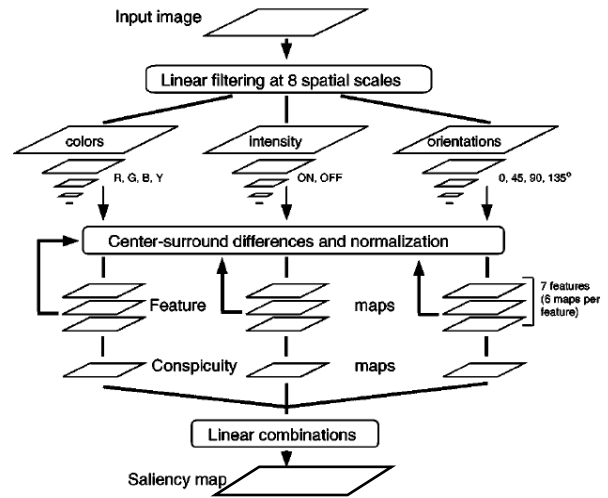 Input image
Linear filtering at 8 spatial scales
colors
intensity
orientations
R, G, B, Y
ON, OFF
0, 45, 90, 135°
Center-surround differences and normalization
Feature maps
7 features
(6 maps per
feature)
Conspicuity maps
Linear combinations
Saliency map